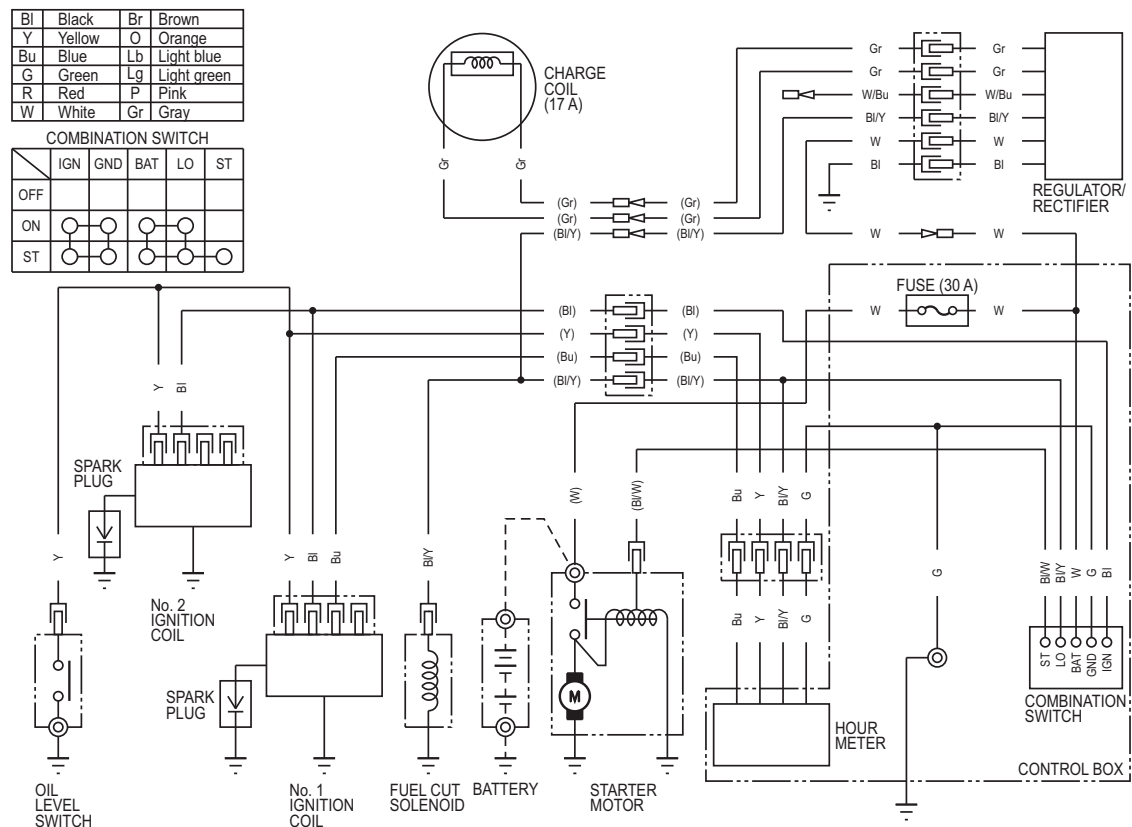 Bl Black Br Brown
Y Yellow O Orange
Bu Blue Lb Light blue
G Green Lg Light green
R Red P Pink
W White Gr Gray
COMBINATION SWITCH
IGN GND BAT LO ST
OFF
ON
ST
CHARGE
COIL
(17 A)
Gr
Gr
Gr Gr
Gr Gr
W/Bu W/Bu
Bl/Y Bl/Y
W W
Bl Bl
REGULATOR/
RECTIFIER
(Gr) (Gr)
(Gr) (Gr)
(Bl/Y) (Bl/Y)
W W
FUSE (30 A)
W W
(Bl) (Bl)
(Y) (Y)
(Bu) (Bu)
(Bl/Y) (Bl/Y)
Y
Bl
SPARK
PLUG
No. 2
IGNITION
COIL
Y
Y
Bl
Bu
Bl/Y
(W)
(Bl/W)
Bu
Y
Bl/Y
G
G
Bl/W
Bl/Y
W
G
Bl
Bu
Y
Bl/Y
G
ST
LO
BAT
GND
IGN
COMBINATION
SWITCH
SPARK
PLUG
M
HOUR
METER
CONTROL BOX
OIL
LEVEL
SWITCH
No. 1
IGNITION
COIL
FUEL CUT
SOLENOID
BATTERY
STARTER
MOTOR